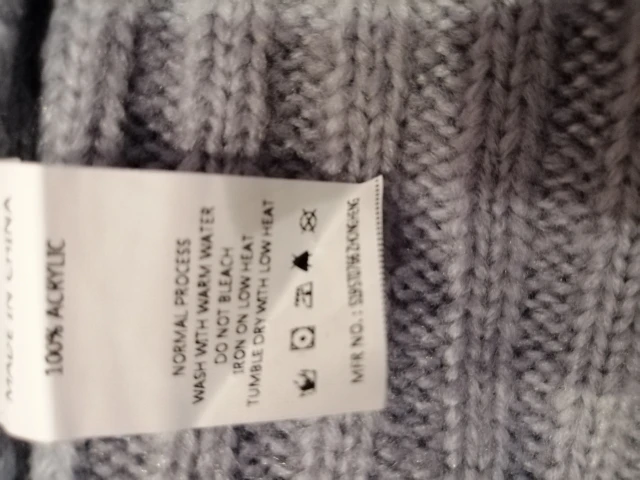 MADE IN CHINA
100% ACRYLIC
NORMAL PROCESS
WASH WITH WARM WATER
DO NOT BLEACH
IRON ON LOW HEAT
TUMBLE DRY WITH LOW HEAT
MFR NO.: